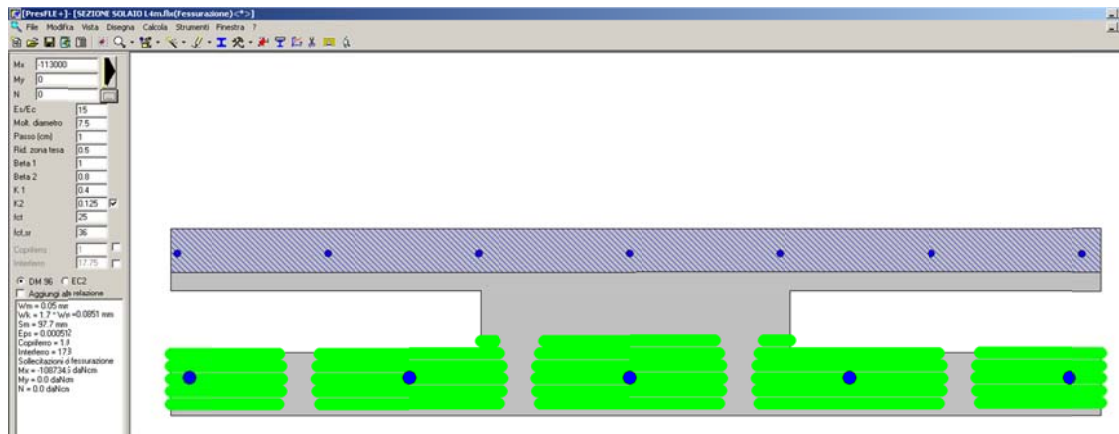 [PresFLE+] - [SEZIONE SOLAIO L4m.flx(Fessurazione)<*>]
File Modifica Vista Disegna Calcola Strumenti Finestra ?
Mx -113000
My 0
N 0
Es/Ec 15
Molt. diametro 7.5
Passo (cm) 1
Rid. zona tesa 0.5
Beta 1 1
Beta 2 0.8
K 1 0.4
K2 0.125
fct 25
fct,sr 36
Copriferro 1
Interferro 17.75
DM 96 EC2
Aggiungi alla relazione
Wm = 0.05 mm
Wk = 1.7 * Wm =0.0851 mm
Sm = 97.7 mm
Eps = 0.000512
Copriferro = 1.0
Interferro = 17.8
Sollecitazioni di fessurazione
Mx = -108734.5 daNcm
My = 0.0 daNcm
N = 0.0 daNcm